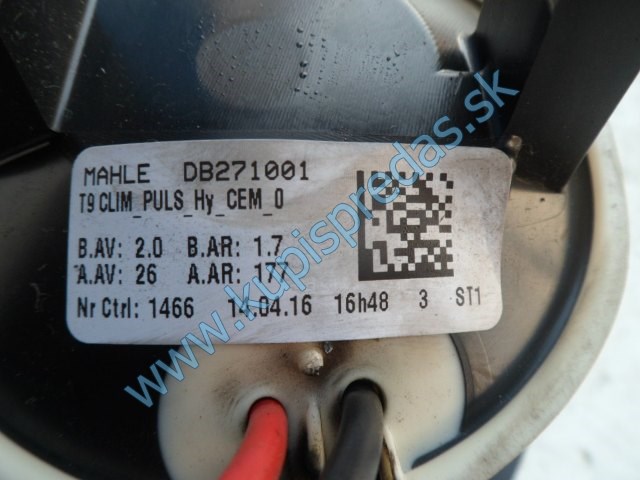 MAHLE DB271001
T9 CLIM_PULS_Hy_CEM_0
B.AV: 2.0 B.AR: 1.7
A.AV: 26 A.AR: 177
Nr Ctrl: 1466 14.04.16 16h48 3 ST1
www.kupispredas.sk